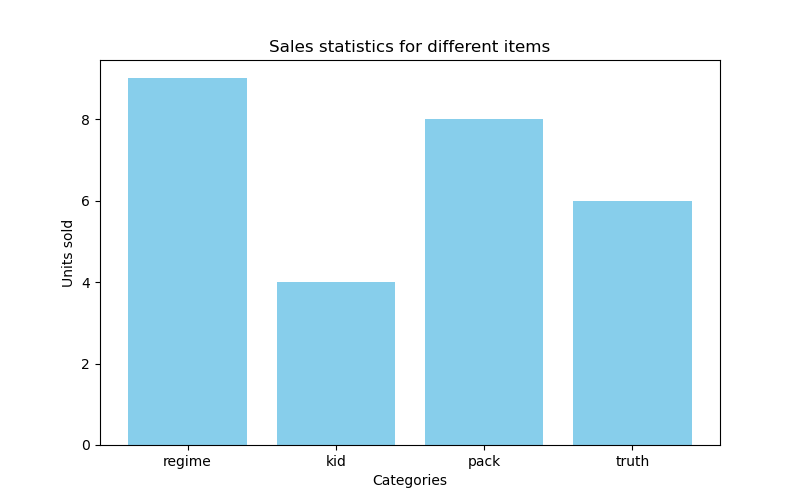 Sales statistics for different items
Units sold
8
6
4
2
0
regime kid pack truth
Categories